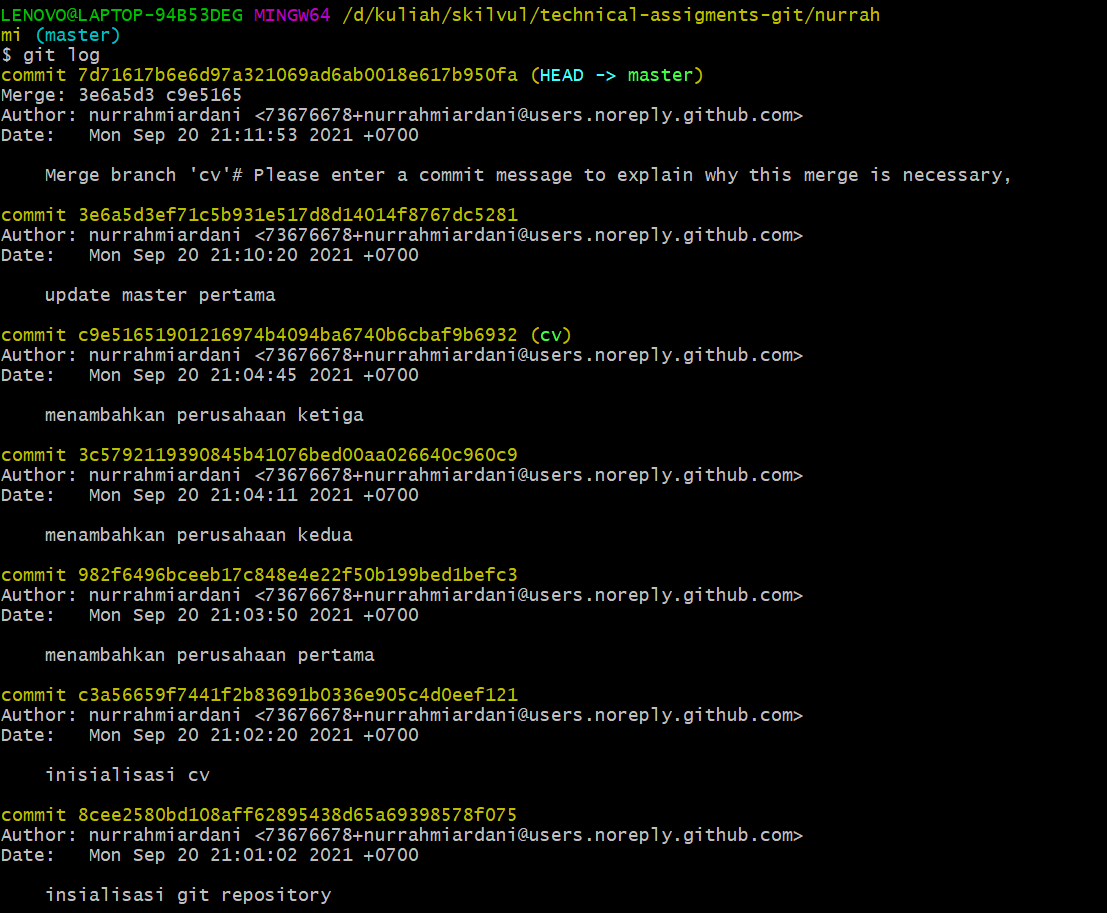 LENOVO@LAPTOP-94B53DEG MINGW64 /d/kuliah/skilvul/technical-assigments-git/nurrah
mi (master)
$ git log
commit 7d71617b6e6d97a321069ad6ab0018e617b950fa (HEAD -> master)
Merge: 3e6a5d3 c9e5165
Author: nurrahmiardani <73676678+nurrahmiardani@users.noreply.github.com>
Date:   Mon Sep 20 21:11:53 2021 +0700

    Merge branch 'cv'# Please enter a commit message to explain why this merge is necessary,

commit 3e6a5d3ef71c5b931e517d8d14014f8767dc5281
Author: nurrahmiardani <73676678+nurrahmiardani@users.noreply.github.com>
Date:   Mon Sep 20 21:10:20 2021 +0700

    update master pertama

commit c9e51651901216974b4094ba6740b6cbaf9b6932 (cv)
Author: nurrahmiardani <73676678+nurrahmiardani@users.noreply.github.com>
Date:   Mon Sep 20 21:04:45 2021 +0700

    menambahkan perusahaan ketiga

commit 3c5792119390845b41076bed00aa026640c960c9
Author: nurrahmiardani <73676678+nurrahmiardani@users.noreply.github.com>
Date:   Mon Sep 20 21:04:11 2021 +0700

    menambahkan perusahaan kedua

commit 982f6496bceeb17c848e4e22f50b199bed1befc3
Author: nurrahmiardani <73676678+nurrahmiardani@users.noreply.github.com>
Date:   Mon Sep 20 21:03:50 2021 +0700

    menambahkan perusahaan pertama

commit c3a56659f7441f2b83691b0336e905c4d0eef121
Author: nurrahmiardani <73676678+nurrahmiardani@users.noreply.github.com>
Date:   Mon Sep 20 21:02:20 2021 +0700

    inisialisasi cv

commit 8cee2580bd108aff62895438d65a69398578f075
Author: nurrahmiardani <73676678+nurrahmiardani@users.noreply.github.com>
Date:   Mon Sep 20 21:01:02 2021 +0700

    insialisasi git repository